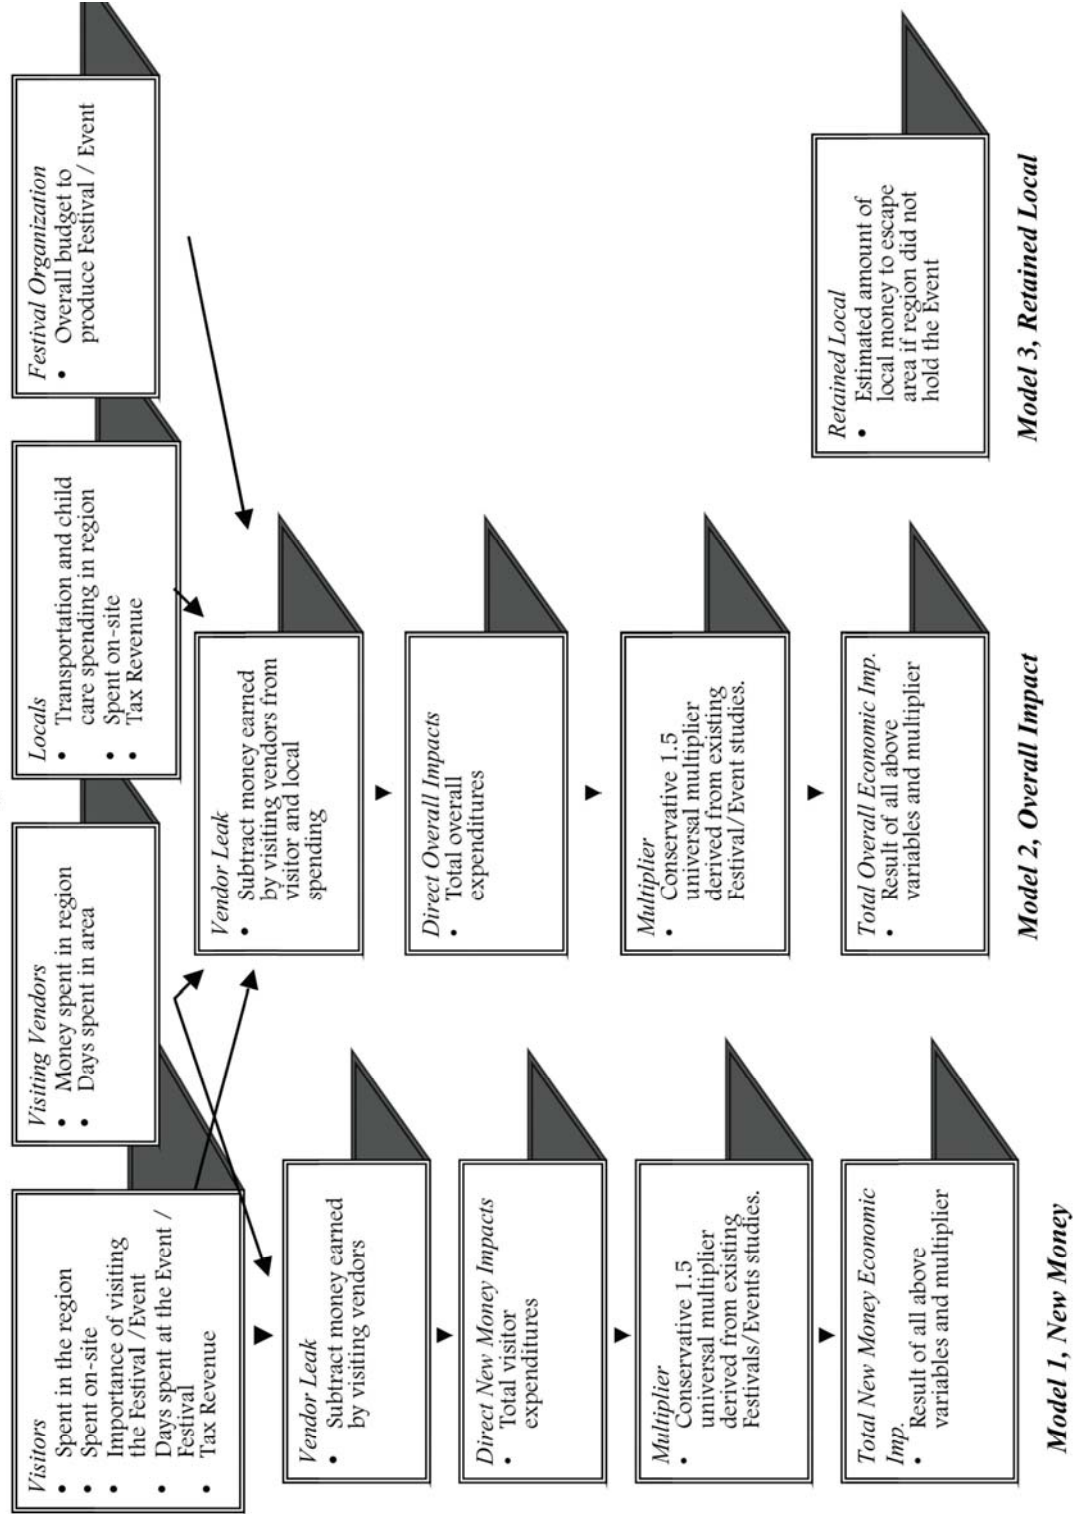 Visitors
• Spent in the region
• Spent on-site
• Importance of visiting
the Festival /Event
• Days spent at the Event /
Festival
• Tax Revenue
Visiting Vendors
• Money spent in region
• Days spent in area
Locals
• Transportation and child
care spending in region
• Spent on-site
• Tax Revenue
Festival Organization
• Overall budget to
produce Festival / Event
Vendor Leak
• Subtract money earned
by visiting vendors
Direct New Money Impacts
• Total visitor
expenditures
Multiplier
• Conservative 1.5
universal multiplier
derived from existing
Festivals/Events studies.
Total New Money Economic
Imp.
• Result of all above
variables and multiplier
Model 1, New Money
Vendor Leak
• Subtract money earned
by visiting vendors from
visitor and local
spending
Direct Overall Impacts
• Total overall
expenditures
Multiplier
• Conservative 1.5
universal multiplier
derived from existing
Festival/Event studies.
Total Overall Economic Imp.
• Result of all above
variables and multiplier
Model 2, Overall Impact
Retained Local
• Estimated amount of
local money to escape
area if region did not
hold the Event
Model 3, Retained Local